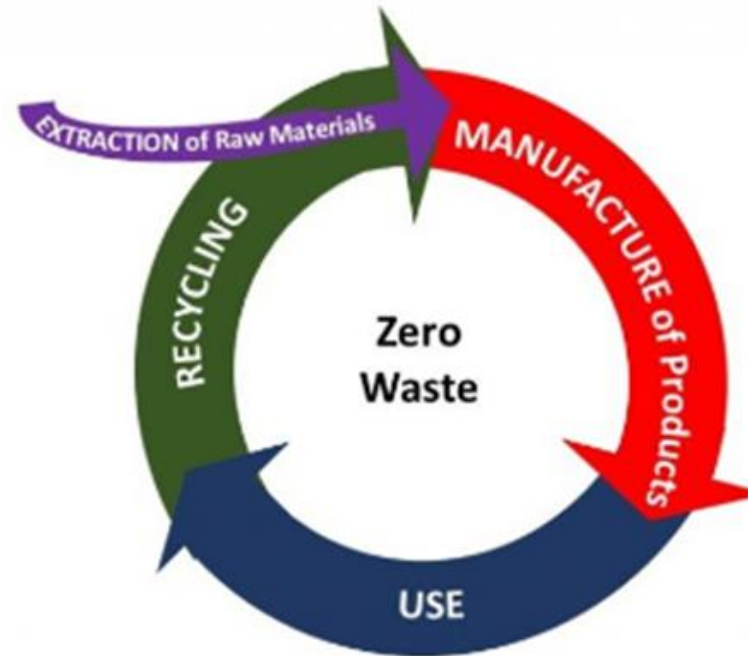 EXTRACTION of Raw Materials
MANUFACTURE of Products
RECYCLING
Zero
Waste
USE